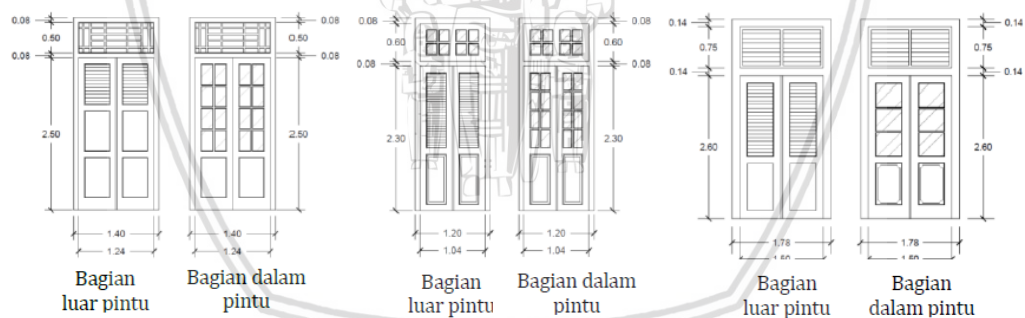 0.08
0.50
0.08
2.50
1.40
1.24
Bagian
luar pintu
0.08
0.50
0.08
2.50
1.40
1.24
Bagian dalam
pintu
0.08
0.60
0.08
2.30
1.20
1.04
Bagian
luar pintu
0.08
0.60
0.08
2.30
1.20
1.04
Bagian dalam
pintu
0.14
0.75
0.14
2.60
1.78
Bagian
luar pintu
0.14
0.75
0.14
2.60
1.78
Bagian
dalam pintu